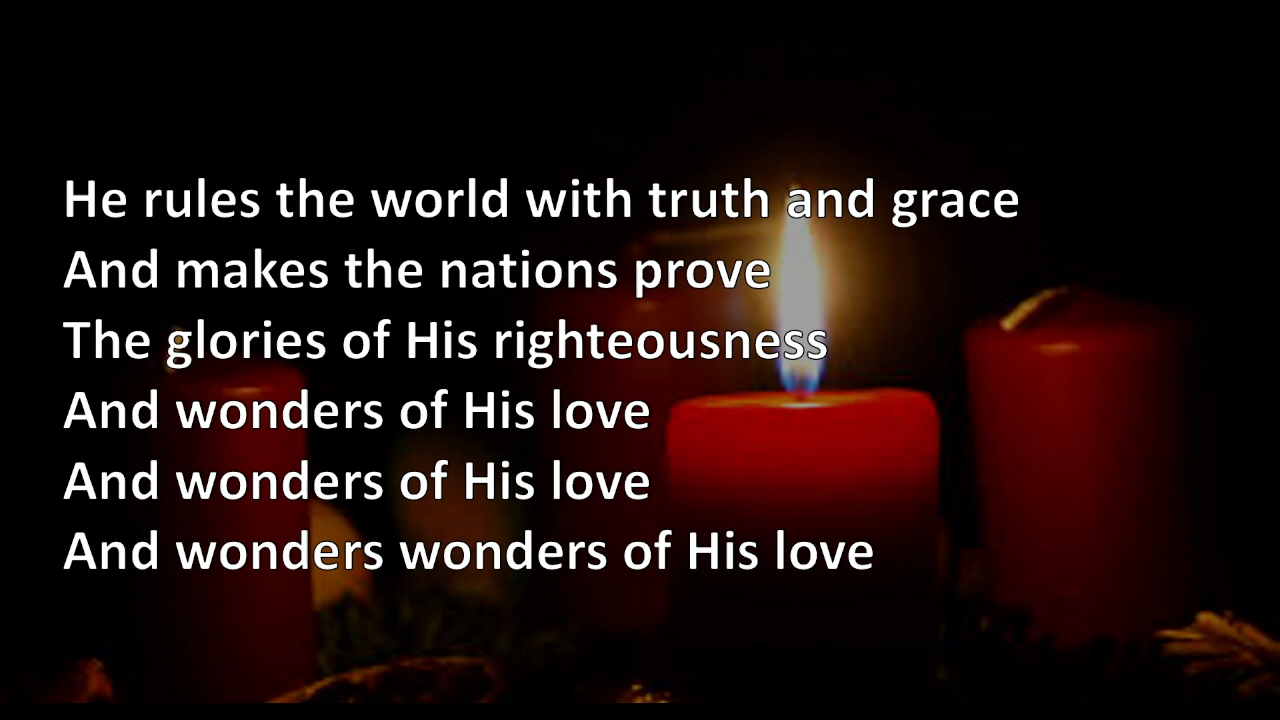 He rules the world with truth and grace
And makes the nations prove
The glories of His righteousness
And wonders of His love
And wonders of His love
And wonders wonders of His love